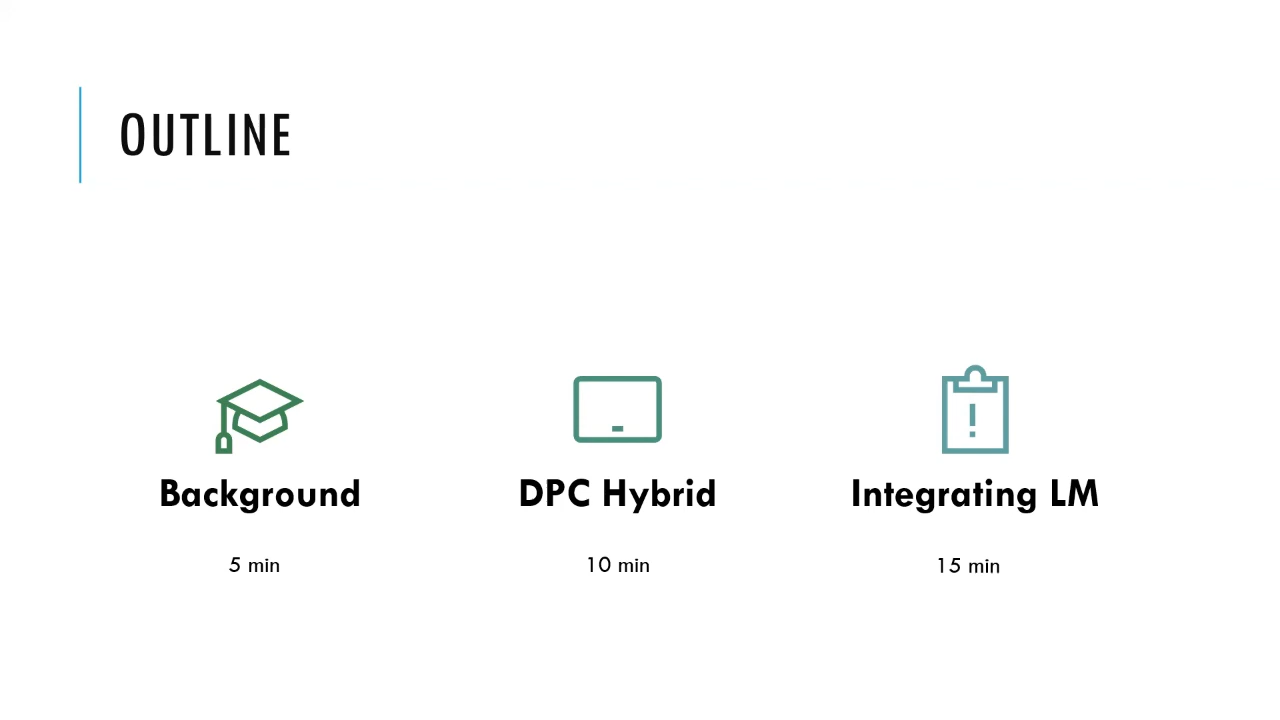 OUTLINE
Background
DPC Hybrid
Integrating LM
5 min
10 min
15 min